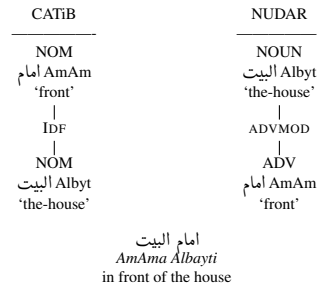 CATiB
NOM
امام AmAm
‘front’
IDF
NOM
البيت Albyt
‘the-house’
NUDAR
NOUN
البيت Albyt
‘the-house’
ADVMOD
ADV
امام AmAm
‘front’
امام البيت
AmAma Albayti
in front of the house